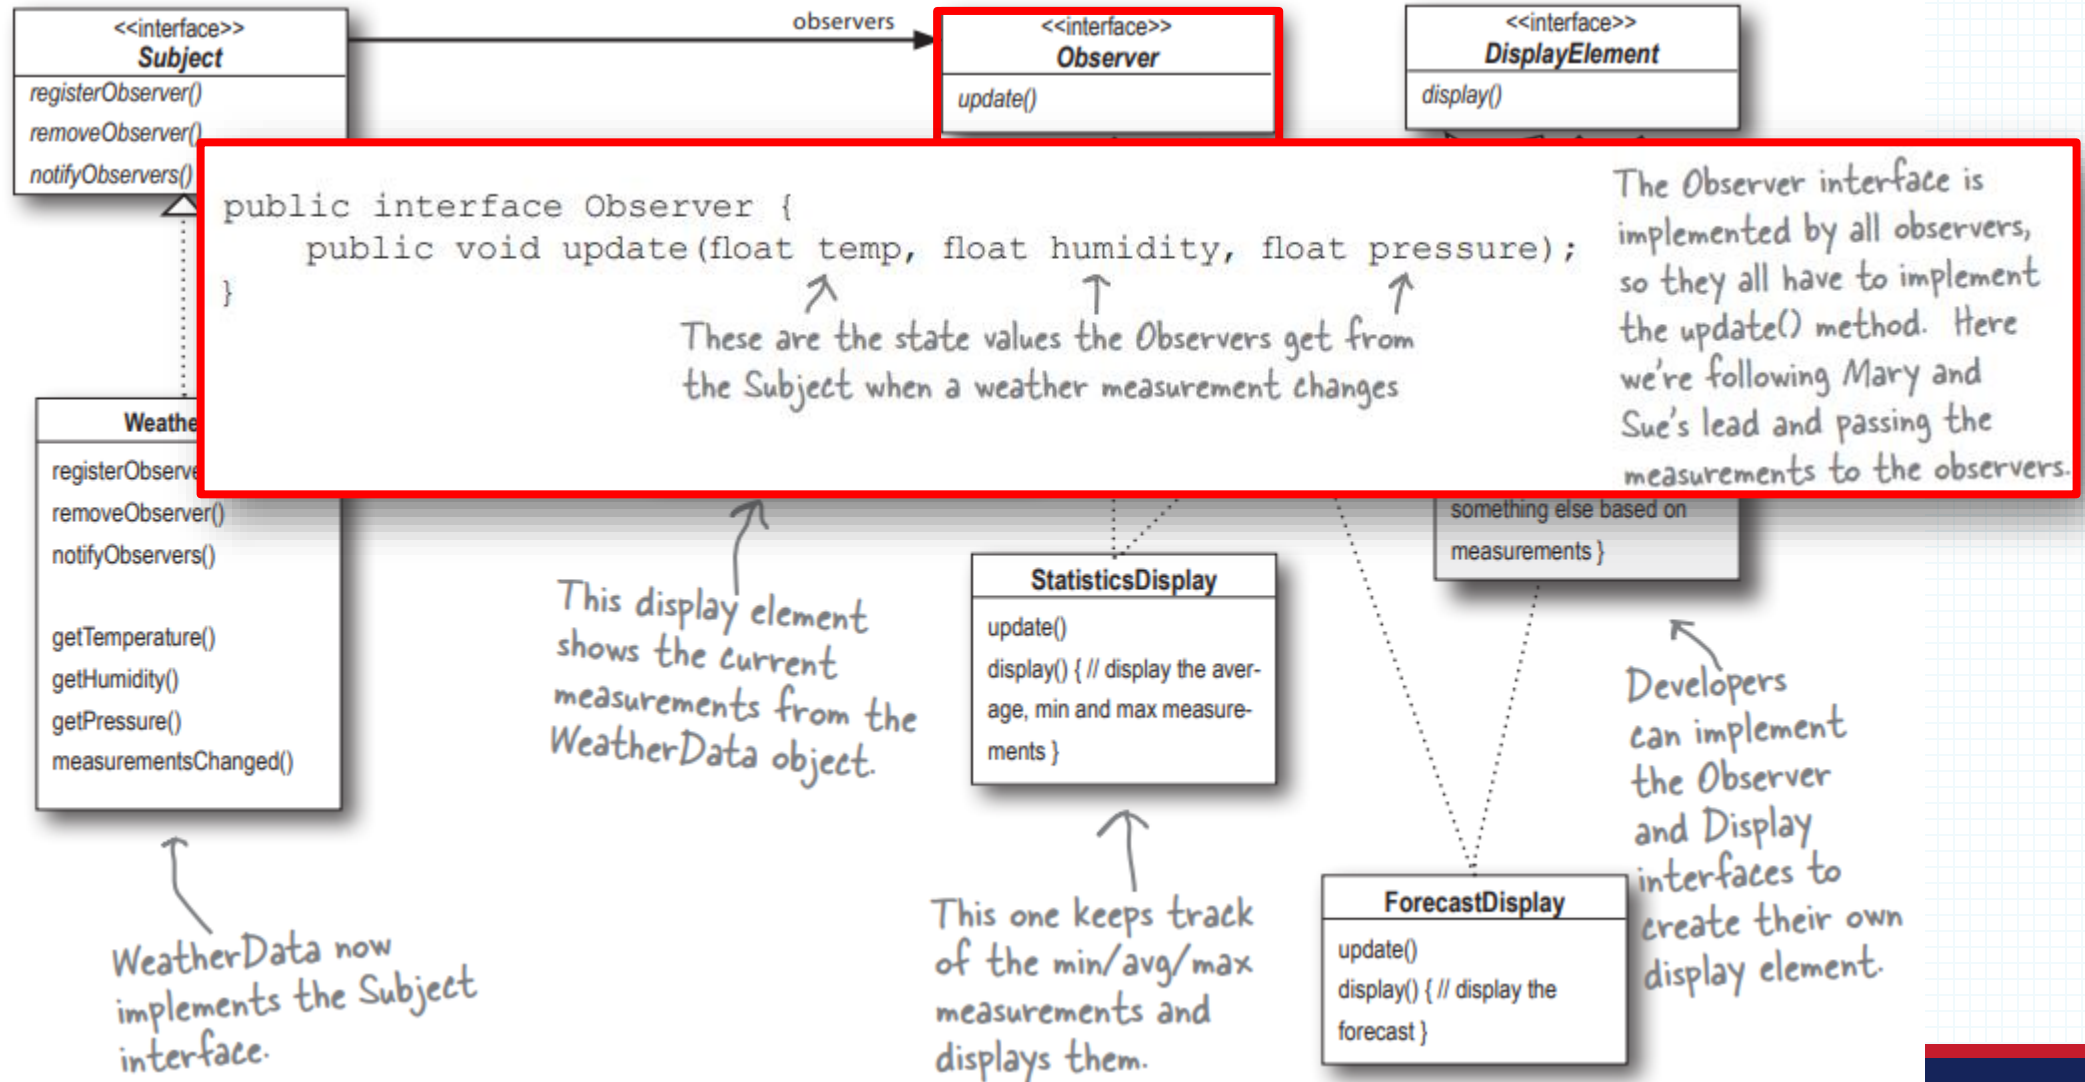 <<interface>>
Subject
registerObserver()
removeObserver()
notifyObservers()
observers
<<interface>>
Observer
update()
<<interface>>
DisplayElement
display()
public interface Observer {
public void update(float temp, float humidity, float pressure);
}
These are the state values the Observers get from
the Subject when a weather measurement changes
The Observer interface is
implemented by all observers,
so they all have to implement
the update() method. Here
we're following Mary and
Sue's lead and passing the
measurements to the observers.
Weathe
registerObserve
removeObserver()
notifyObservers()
getTemperature()
getHumidity()
getPressure()
measurementsChanged()
This display element
shows the current
measurements from the
WeatherData object.
StatisticsDisplay
update()
display() { // display the aver-
age, min and max measure-
ments }
something else based on
measurements }
Developers
can implement
the Observer
and Display
interfaces to
create their own
display element.
WeatherData now
implements the Subject
interface.
This one keeps track
of the min/avg/max
measurements and
displays them.
ForecastDisplay
update()
display() { // display the
forecast }